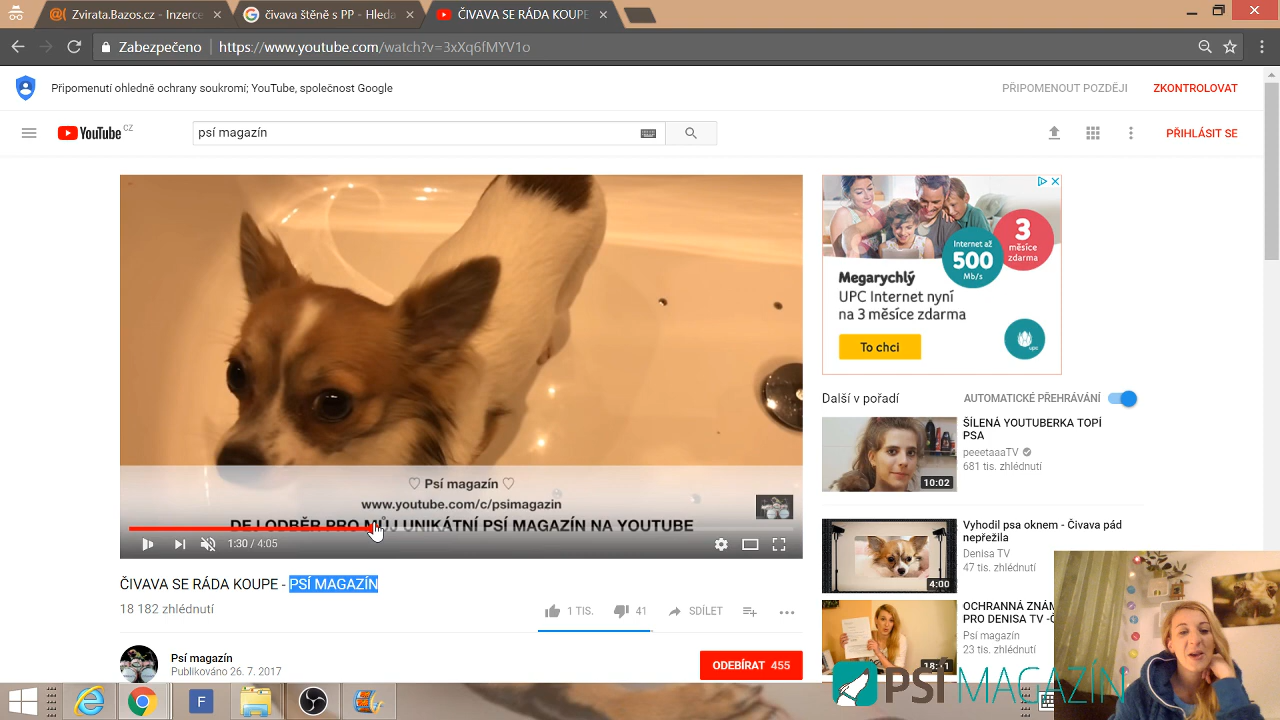 Zvirata.Bazos.cz - Inzerce
čivava štěně s PP - Hleda
ČIVAVA SE RÁDA KOUPE
Zabezpečeno
https://www.youtube.com/watch?v=3xXq6fMYV1o
Připomenutí ohledně ochrany soukromí; YouTube, společnost Google
PŘIPOMENOUT POZDĚJI
ZKONTROLOVAT
YouTube CZ
psí magazín
PŘIHLÁSIT SE
Internet až
500
Mb/s
3
měsíce
zdarma
Megarychlý
UPC Internet nyní
na 3 měsíce zdarma
To chci
upc
♡ Psí magazín ♡
www.youtube.com/c/psimagazin
DEJ ODBĚR PRO MŮJ UNIKÁTNÍ PSÍ MAGAZÍN NA YOUTUBE
1:30 / 4:05
ČIVAVA SE RÁDA KOUPE - PSÍ MAGAZÍN
18 182 zhlédnutí
1 TIS.
41
SDÍLET
Psí magazín
Publikováno 26. 7. 2017
ODEBÍRAT 455
Další v pořadí
AUTOMATICKÉ PŘEHRÁVÁNÍ
10:02
ŠÍLENÁ YOUTUBERKA TOPÍ
PSA
peeetaaaTV
681 tis. zhlédnutí
4:00
Vyhodil psa oknem - Čivava pád
nepřežila
Denisa TV
47 tis. zhlédnutí
OCHRANNÁ ZNÁM
PRO DENISA TV -
Psí magazín
23 tis. zhlédnutí
PSÍ MAGAZÍN